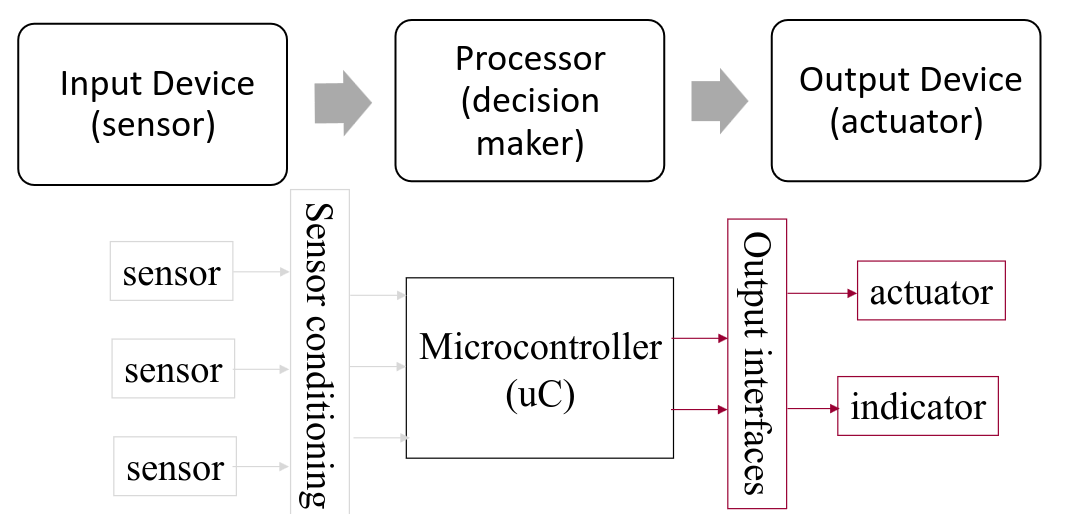 Input Device
(sensor)
Processor
(decision
maker)
Output Device
(actuator)
sensor
sensor
sensor
Sensor conditioning
Microcontroller
(uC)
Output interfaces
actuator
indicator